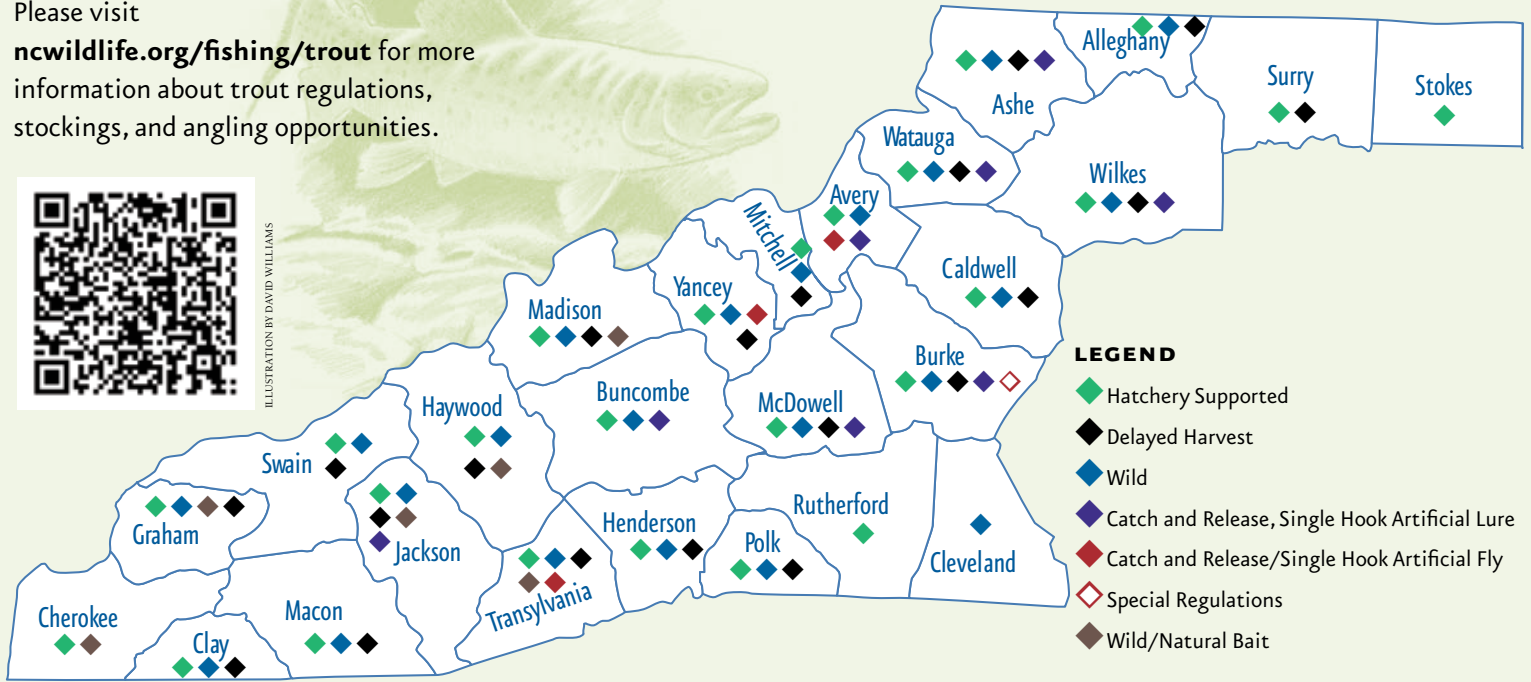 Please visit
ncwildlife.org/fishing/trout for more
information about trout regulations,
stockings, and angling opportunities.
ILLUSTRATION BY DAVID WILLIAMS
Alleghany
Ashe
Surry
Stokes
Watauga
Wilkes
Avery
Mitchell
Caldwell
Yancey
Madison
Burke
Buncombe
McDowell
Haywood
Swain
Graham
Jackson
Transylvania
Henderson
Polk
Rutherford
Cleveland
Cherokee
Clay
Macon
LEGEND
Hatchery Supported
Delayed Harvest
Wild
Catch and Release, Single Hook Artificial Lure
Catch and Release/Single Hook Artificial Fly
Special Regulations
Wild/Natural Bait